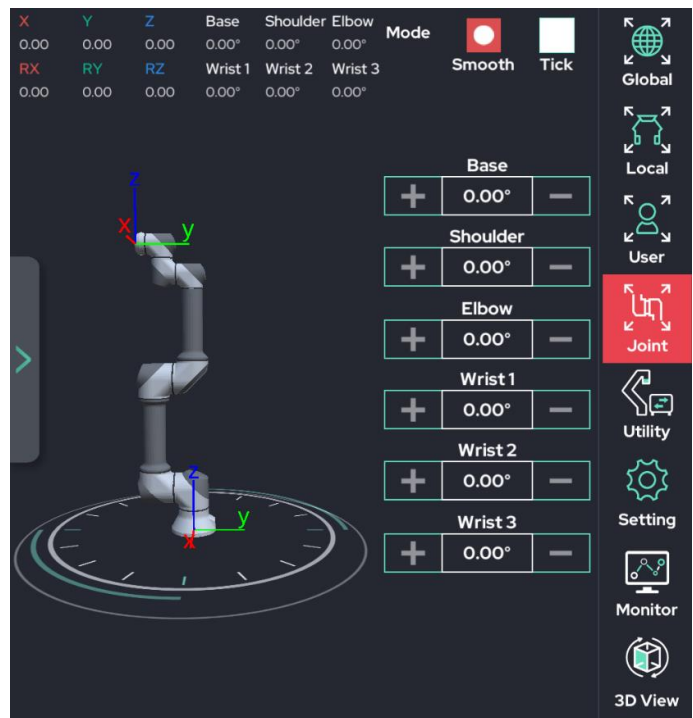 X Y Z Base Shoulder Elbow
0.00 0.00 0.00 0.00° 0.00° 0.00°
RX RY RZ Wrist 1 Wrist 2 Wrist 3
0.00 0.00 0.00 0.00° 0.00° 0.00°
Mode
Smooth Tick
Global
Local
User
Joint
Utility
Setting
Monitor
3D View
Base
+ 0.00° −
Shoulder
+ 0.00° −
Elbow
+ 0.00° −
Wrist 1
+ 0.00° −
Wrist 2
+ 0.00° −
Wrist 3
+ 0.00° −
z
x y
z
y
x
>